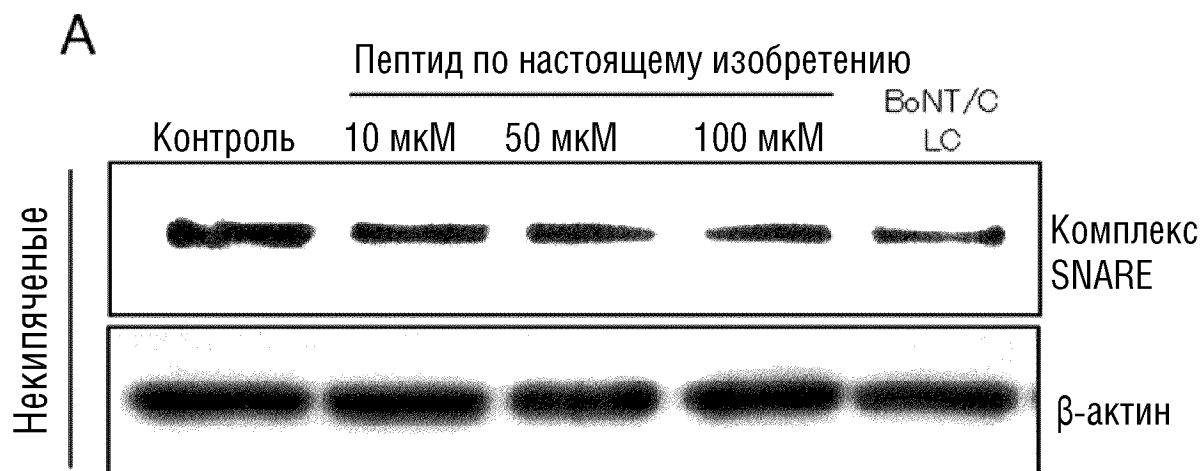 A
Пептид по настоящему изобретению
Контроль
10 мкМ
50 мкМ
100 мкМ
BoNT/C
LC
Некипяченые
Комплекс
SNARE
β-актин